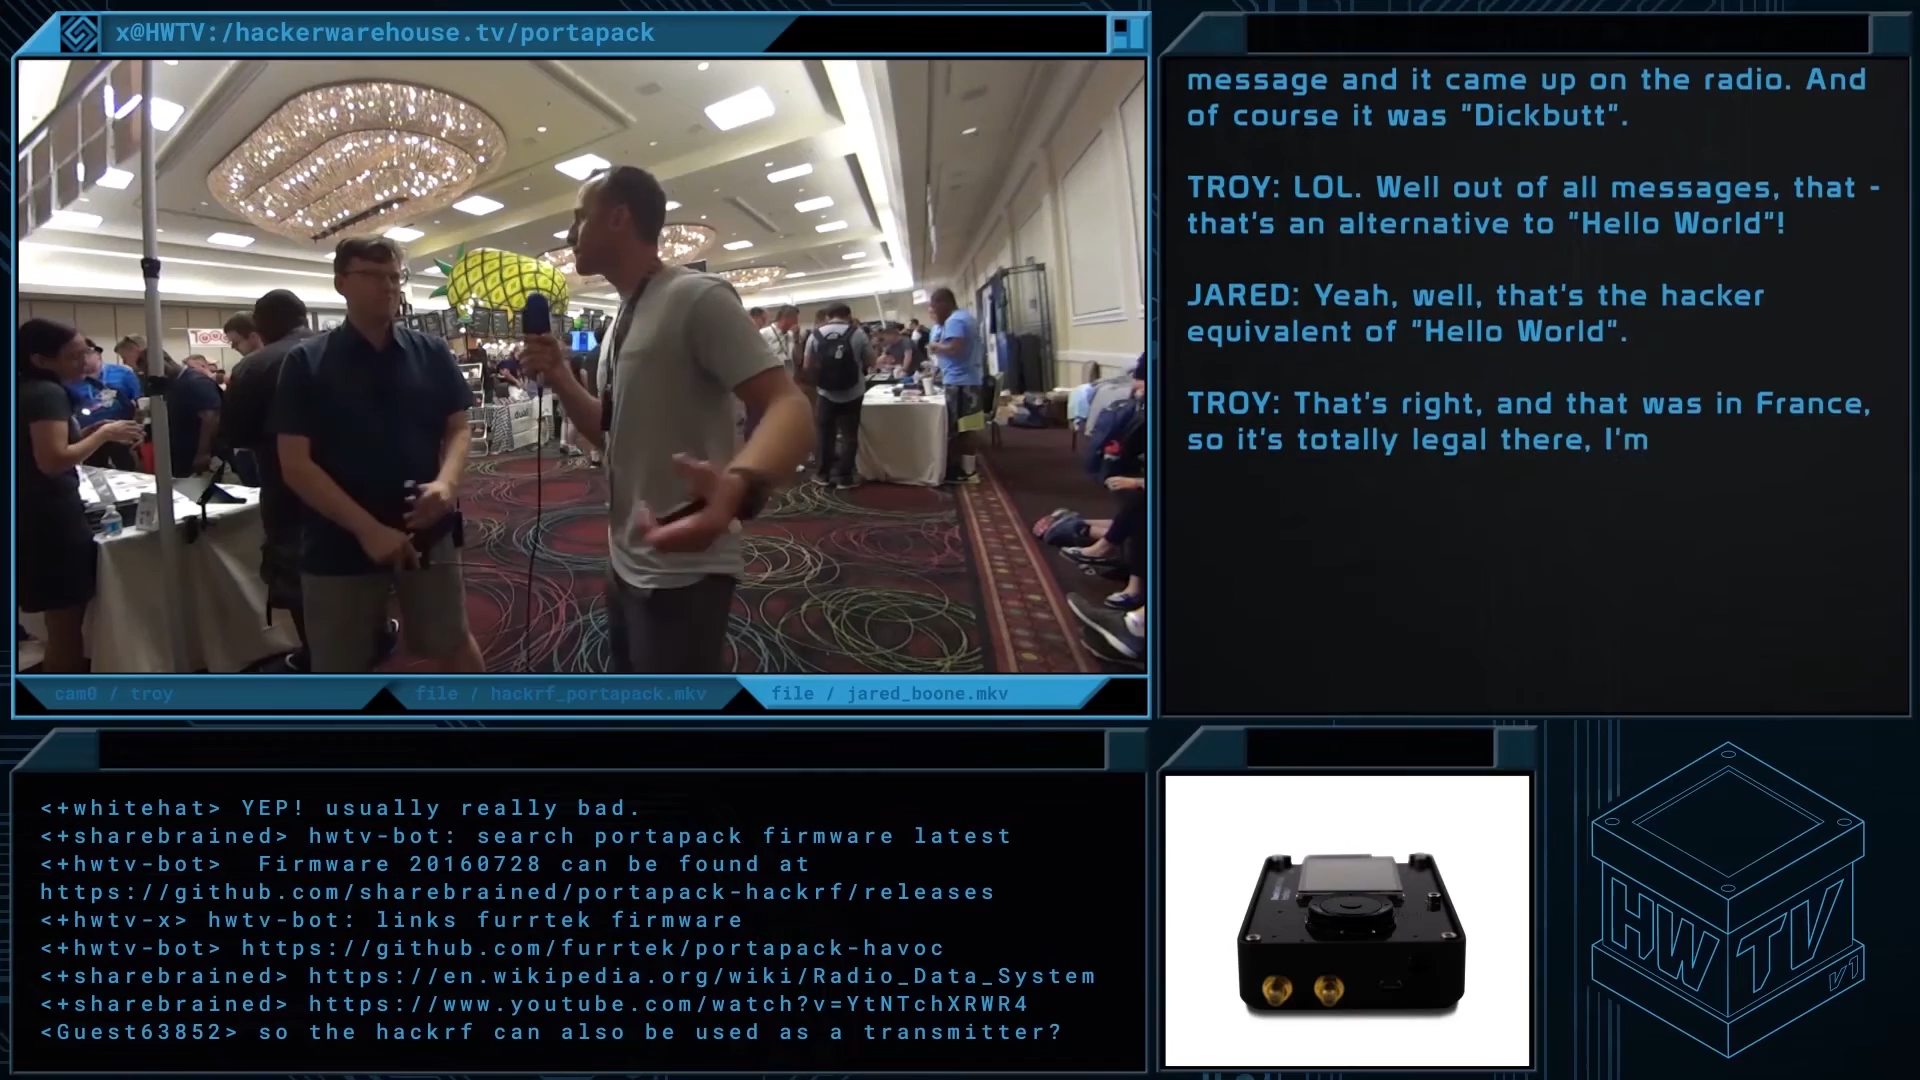 x@HWTV:/hackerwarehouse.tv/portapack
message and it came up on the radio. And
of course it was "Dickbutt".
TROY: LOL. Well out of all messages, that -
that's an alternative to "Hello World"!
JARED: Yeah, well, that's the hacker
equivalent of "Hello World".
TROY: That's right, and that was in France,
so it's totally legal there, I'm
cam0 / troy
file / hackrf_portapack.mkv
file / jared_boone.mkv
<+whitehat> YEP! usually really bad.
<+sharebrained> hwtv-bot: search portapack firmware latest
<+hwtv-bot>  Firmware 20160728 can be found at
https://github.com/sharebrained/portapack-hackrf/releases
<+hwtv-x> hwtv-bot: links furrtek firmware
<+hwtv-bot> https://github.com/furrtek/portapack-havoc
<+sharebrained> https://en.wikipedia.org/wiki/Radio_Data_System
<+sharebrained> https://www.youtube.com/watch?v=YtNTchXRWR4
<Guest63852> so the hackrf can also be used as a transmitter?
HW TV
v1